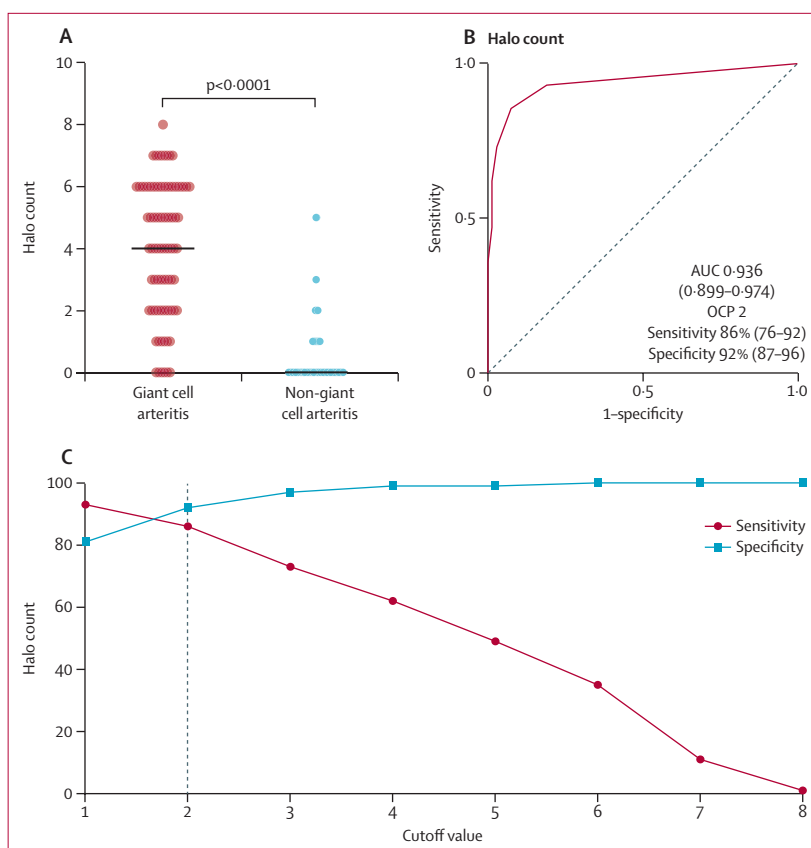 A
10
p<0·0001
8
6
4
2
0
Halo count
Giant cell
arteritis
Non-giant
cell arteritis
B Halo count
1·0
0·5
0
Sensitivity
AUC 0·936
(0·899–0·974)
OCP 2
Sensitivity 86% (76–92)
Specificity 92% (87–96)
0
0·5
1·0
1–specificity
C
100
80
60
40
20
0
Halo count
Sensitivity
Specificity
1
2
3
4
5
6
7
8
Cutoff value